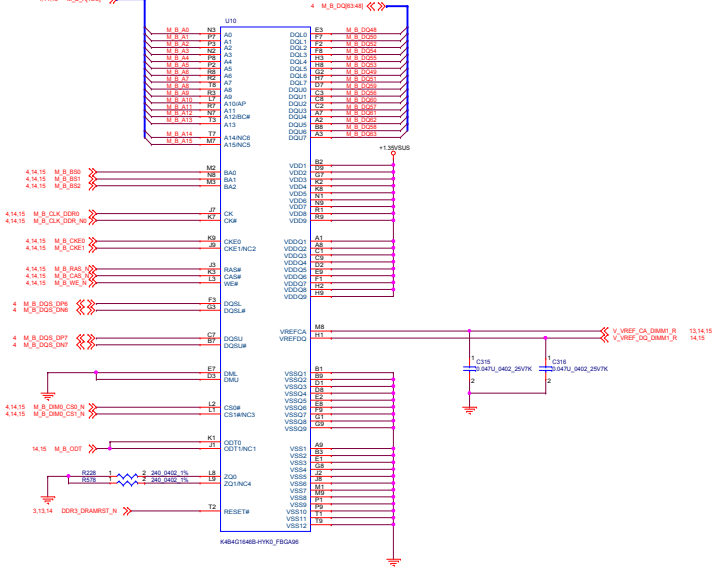 4 M_B_DQ[63:48]
U10
M_B_A0 N3 A0 DQL0 E3 M_B_DQ48
M_B_A1 P7 A1 DQL1 F7 M_B_DQ50
M_B_A2 P3 A2 DQL2 F2 M_B_DQ52
M_B_A3 N2 A3 DQL3 F8 M_B_DQ54
M_B_A4 P8 A4 DQL4 H3 M_B_DQ55
M_B_A5 P2 A5 DQL5 H8 M_B_DQ53
M_B_A6 R8 A6 DQL6 G2 M_B_DQ49
M_B_A7 R2 A7 DQL7 H7 M_B_DQ51
M_B_A8 T8 A8 DQU0 D7 M_B_DQ59
M_B_A9 R3 A9 DQU1 C3 M_B_DQ56
M_B_A10 L7 A10/AP DQU2 C8 M_B_DQ60
M_B_A11 R7 A11 DQU3 C2 M_B_DQ57
M_B_A12 N7 A12/BC# DQU4 A7 M_B_DQ61
M_B_A13 T3 A13 DQU5 A2 M_B_DQ62
DQU6 B8 M_B_DQ58
M_B_A14 T7 A14/NC6 DQU7 A3 M_B_DQ63
M_B_A15 M7 A15/NC5
+1.35VSUS
VDD1 B2
4,14,15 M_B_BS0 M2 BA0 VDD2 D9
4,14,15 M_B_BS1 N8 BA1 VDD3 G7
4,14,15 M_B_BS2 M3 BA2 VDD4 K2
VDD5 K8
VDD6 N1
VDD7 N9
4,14,15 M_B_CLK_DDR0 J7 CK VDD8 R1
4,14,15 M_B_CLK_DDR_N0 K7 CK# VDD9 R9
4,14,15 M_B_CKE0 K9 CKE0 VDDQ1 A1
4,14,15 M_B_CKE1 J9 CKE1/NC2 VDDQ2 A8
VDDQ3 C1
VDDQ4 C9
4,14,15 M_B_RAS_N J3 RAS# VDDQ5 D2
4,14,15 M_B_CAS_N K3 CAS# VDDQ6 E9
4,14,15 M_B_WE_N L3 WE# VDDQ7 F1
VDDQ8 H2
VDDQ9 H9
4 M_B_DQS_DP6 F3 DQSL
4 M_B_DQS_DN6 G3 DQSL#
VREFCA M8 V_VREF_CA_DIMM1_R 13,14,15
4 M_B_DQS_DP7 C7 DQSU VREFDQ H1 V_VREF_DQ_DIMM1_R 14,15
4 M_B_DQS_DN7 B7 DQSU#
1 C315 1 C316
0.047U_0402_25V7K 0.047U_0402_25V7K
2 2
E7 DML VSSQ1 B1
D3 DMU VSSQ2 B9
VSSQ3 D1
VSSQ4 D8
VSSQ5 E2
4,14,15 M_B_DIM0_CS0_N L2 CS0# VSSQ6 E8
4,14,15 M_B_DIM0_CS1_N L1 CS1#/NC3 VSSQ7 F9
VSSQ8 G1
VSSQ9 G9
K1 ODT0
14,15 M_B_ODT J1 ODT1/NC1 VSS1 A9
VSS2 B3
VSS3 E1
VSS4 G8
R228 1 2 240_0402_1% L8 ZQ0 VSS5 J2
R578 1 2 240_0402_1% L9 ZQ1/NC4 VSS6 J8
VSS7 M1
VSS8 M9
VSS9 P1
VSS10 P9
3,13,14 DDR3_DRAMRST_N T2 RESET# VSS11 T1
VSS12 T9
K4B4G1646B-HYK0_FBGA96